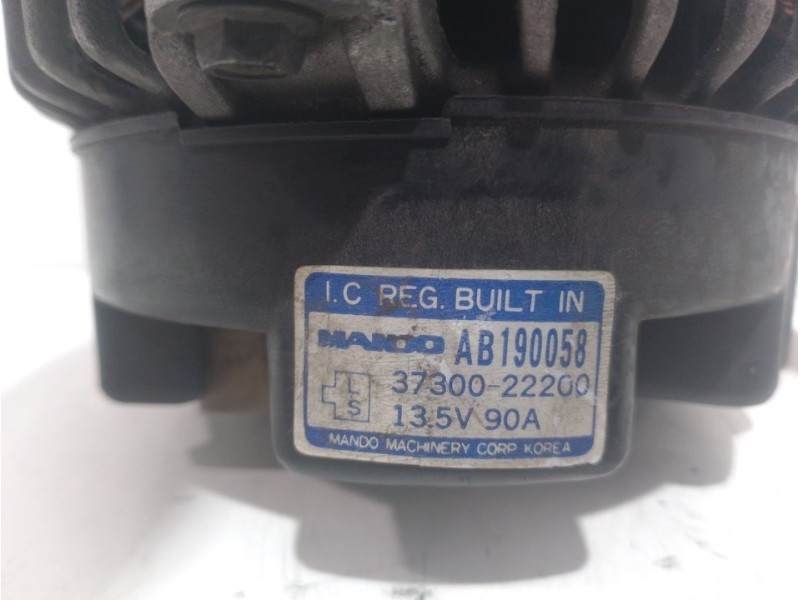 I.C REG. BUILT IN
MANDO AB190058
L 37300-22200
S 13.5V 90A
MANDO MACHINERY CORP KOREA